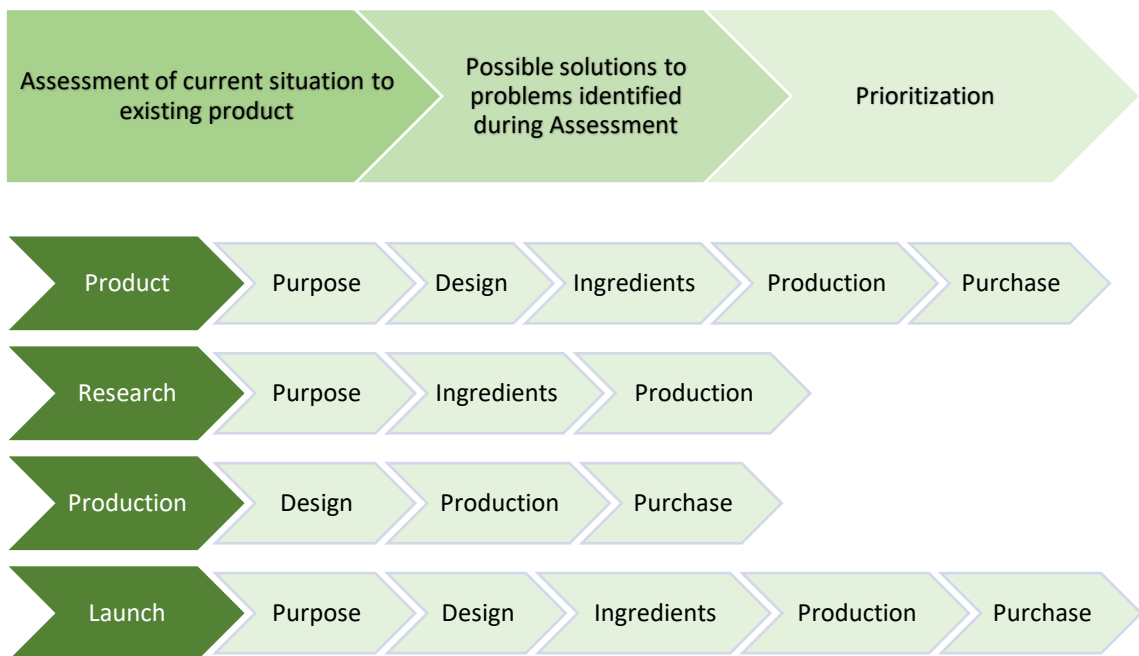 Assessment of current situation to
existing product
Possible solutions to
problems identified
during Assessment
Prioritization
Product
Purpose
Design
Ingredients
Production
Purchase
Research
Purpose
Ingredients
Production
Production
Design
Production
Purchase
Launch
Purpose
Design
Ingredients
Production
Purchase